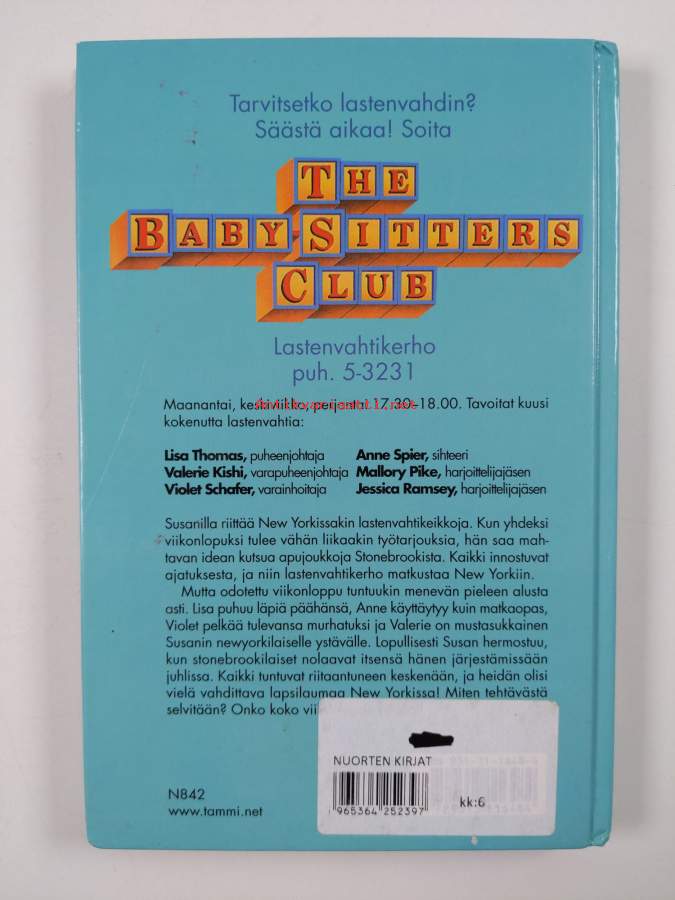 Tarvitsetko lastenvahdin?
Säästä aikaa! Soita
THE
BABY-SITTERS
CLUB
Lastenvahtikerho
puh. 5-3231
Maanantai, keskiviikko, perjantai 17.30–18.00. Tavoitat kuusi
kokenutta lastenvahtia:
Lisa Thomas, puheenjohtaja Anne Spier, sihteeri
Valerie Kishi, varapuheenjohtaja Mallory Pike, harjoittelijajäsen
Violet Schafer, varainhoitaja Jessica Ramsey, harjoittelijajäsen
Susanilla riittää New Yorkissakin lastenvahtikeikkoja. Kun yhdeksi
viikonlopuksi tulee vähän liikaakin työtarjouksia, hän saa mah-
tavan idean kutsua apujoukkoja Stonebrookista. Kaikki innostuvat
ajatuksesta, ja niin lastenvahtikerho matkustaa New Yorkiin.
Mutta odotettu viikonloppu tuntuukin menevän pieleen alusta
asti. Lisa puhuu läpiä päähänsä, Anne käyttäytyy kuin matkaopas,
Violet pelkää tulevansa murhatuksi ja Valerie on mustasukkainen
Susanin newyorkilaiselle ystävälle. Lopullisesti Susan hermostuu,
kun stonebrookilaiset nolaavat itsensä hänen järjestämissään
juhlissa. Kaikki tuntuvat riitaantuneen keskenään, ja heidän olisi
vielä vahdittava lapsilaumaa New Yorkissa! Miten tehtävästä
selvitään? Onko koko vii
NUORTEN KIRJAT
1965364 252397
kk:6
N842
www.tammi.net